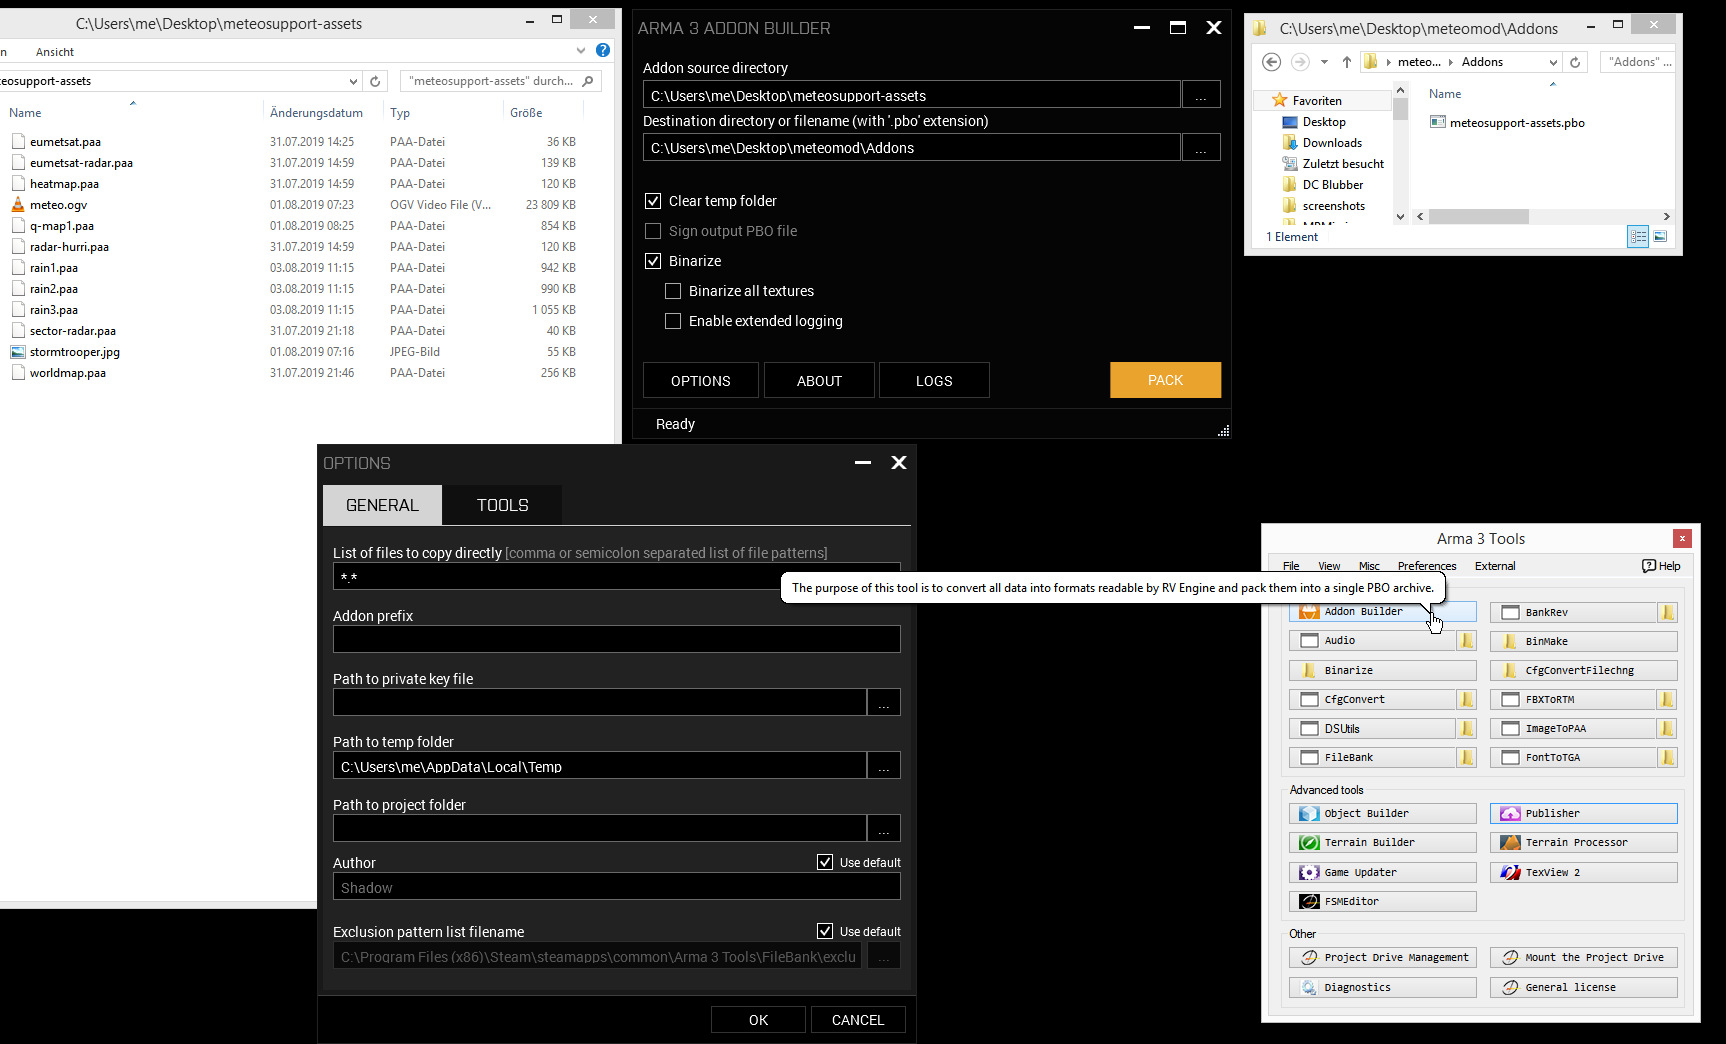 C:\Users\me\Desktop\meteosupport-assets
n Ansicht
eosupport-assets "meteosupport-assets" durch...
Name Änderungsdatum Typ Größe
eumetsat.paa 31.07.2019 14:25 PAA-Datei 36 KB
eumetsat-radar.paa 31.07.2019 14:59 PAA-Datei 139 KB
heatmap.paa 31.07.2019 14:59 PAA-Datei 120 KB
meteo.ogv 01.08.2019 07:23 OGV Video File (V... 23 809 KB
q-map1.paa 01.08.2019 08:25 PAA-Datei 854 KB
radar-hurri.paa 31.07.2019 14:59 PAA-Datei 120 KB
rain1.paa 03.08.2019 11:15 PAA-Datei 942 KB
rain2.paa 03.08.2019 11:15 PAA-Datei 990 KB
rain3.paa 03.08.2019 11:15 PAA-Datei 1 055 KB
sector-radar.paa 31.07.2019 21:18 PAA-Datei 40 KB
stormtrooper.jpg 01.08.2019 07:16 JPEG-Bild 55 KB
worldmap.paa 31.07.2019 21:46 PAA-Datei 256 KB
ARMA 3 ADDON BUILDER
Addon source directory
C:\Users\me\Desktop\meteosupport-assets ...
Destination directory or filename (with '.pbo' extension)
C:\Users\me\Desktop\meteomod\Addons ...
Clear temp folder
Sign output PBO file
Binarize
Binarize all textures
Enable extended logging
OPTIONS ABOUT LOGS PACK
Ready
C:\Users\me\Desktop\meteomod\Addons
meteo... Addons "Addons" ...
Favoriten
Desktop
Downloads
Zuletzt besucht
DC Blubber
screenshots
Name
meteosupport-assets.pbo
1 Element
OPTIONS
GENERAL TOOLS
List of files to copy directly [comma or semicolon separated list of file patterns]
*.*
Addon prefix
Path to private key file
...
Path to temp folder
C:\Users\me\AppData\Local\Temp ...
Path to project folder
...
Author Use default
Shadow
Exclusion pattern list filename Use default
C:\Program Files (x86)\Steam\steamapps\common\Arma 3 Tools\FileBank\exclu ...
OK CANCEL
Arma 3 Tools
File View Misc Preferences External Help
The purpose of this tool is to convert all data into formats readable by RV Engine and pack them into a single PBO archive.
Addon Builder BankRev
Audio BinMake
Binarize CfgConvertFilechng
CfgConvert FBXToRTM
DSUtils ImageToPAA
FileBank FontToTGA
Advanced tools
Object Builder Publisher
Terrain Builder Terrain Processor
Game Updater TexView 2
FSMEditor
Other
Project Drive Management Mount the Project Drive
Diagnostics General license